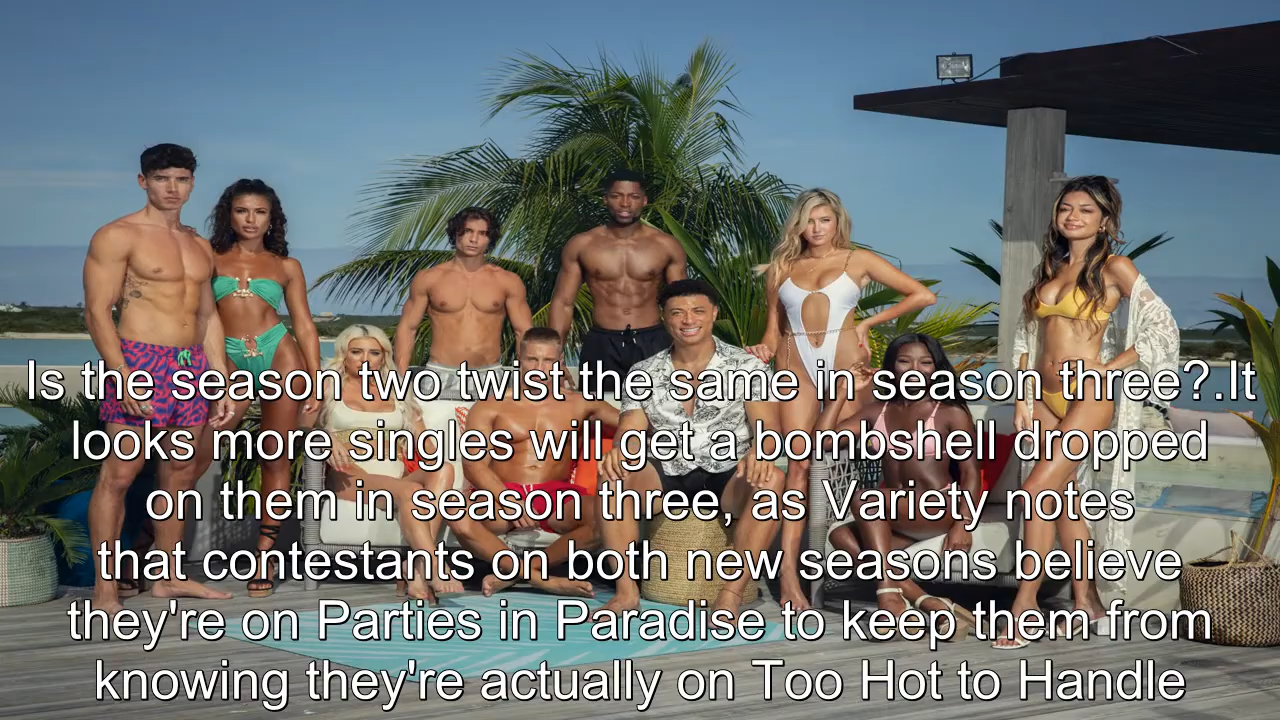 Is the season two twist the same in season three?.It
looks more singles will get a bombshell dropped
on them in season three, as Variety notes
that contestants on both new seasons believe
they're on Parties in Paradise to keep them from
knowing they're actually on Too Hot to Handle